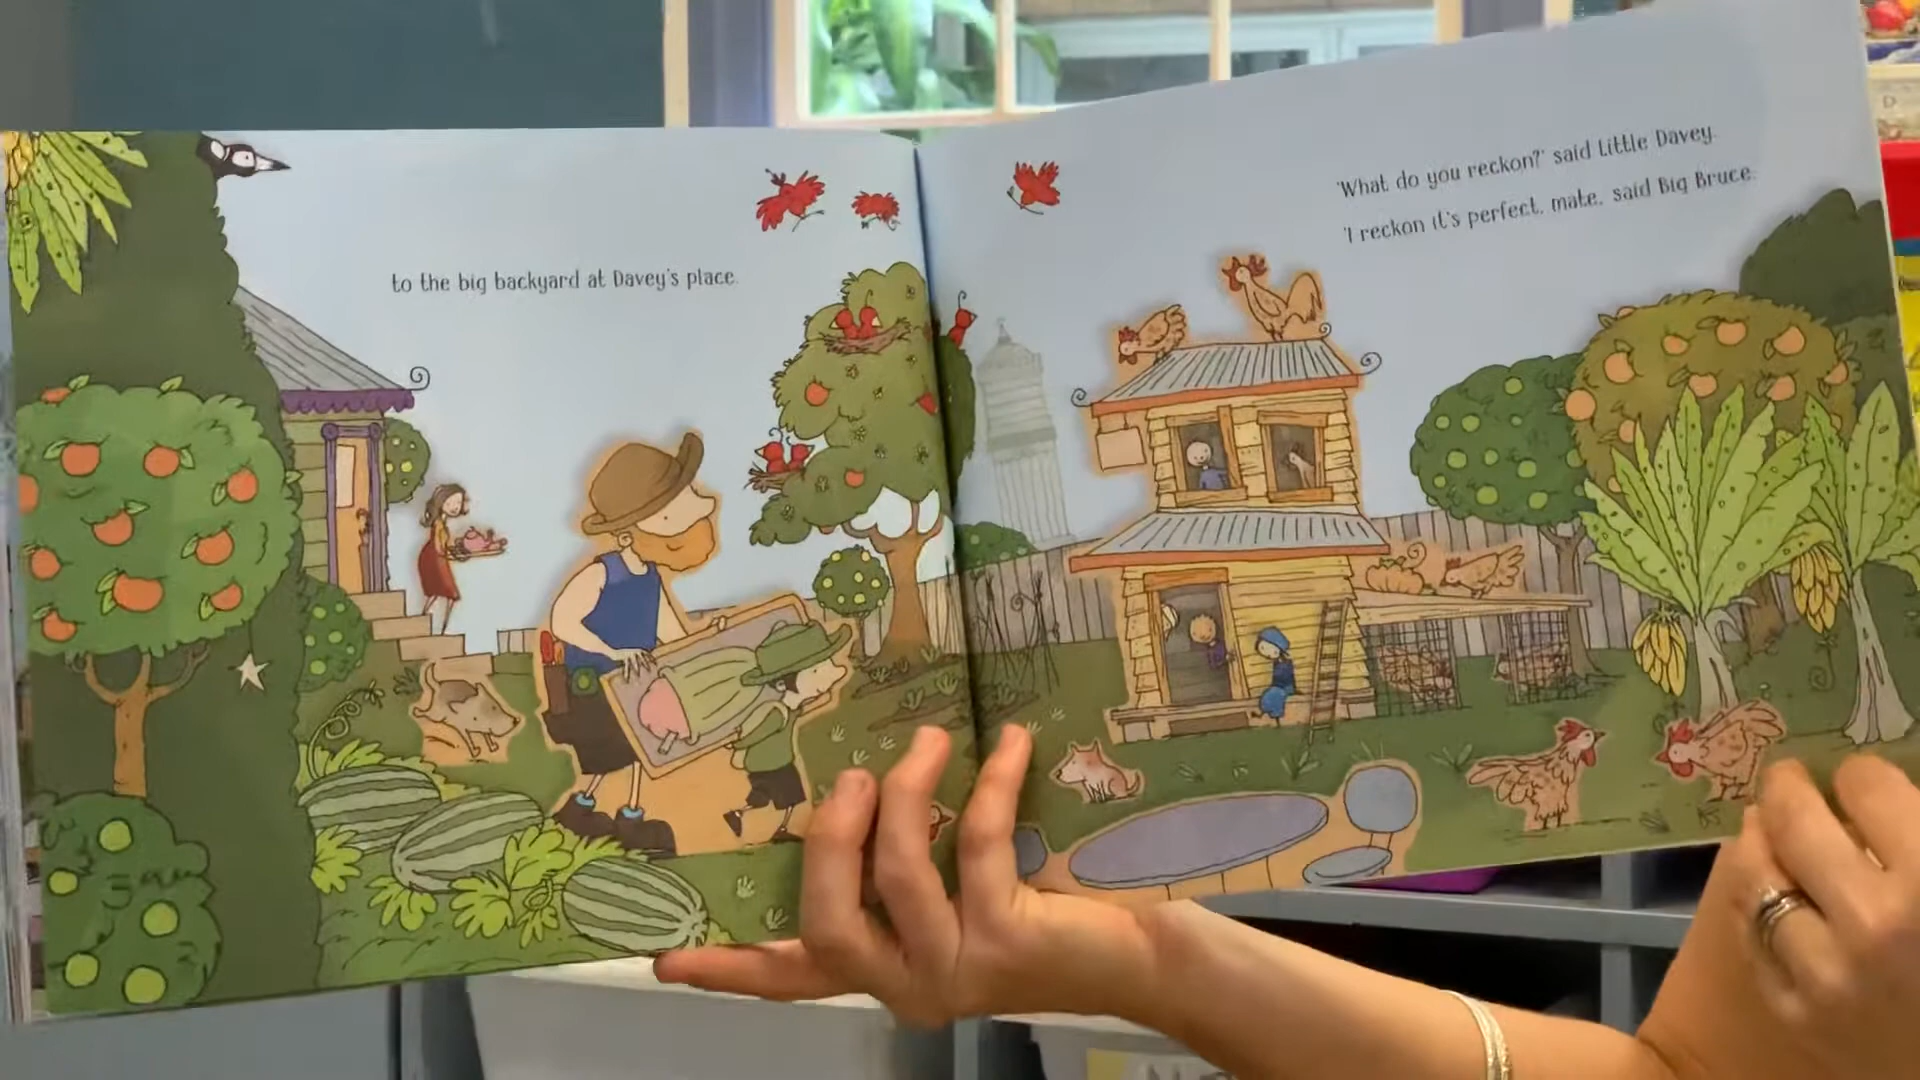 to the big backyard at Davey's place.
'What do you reckon?' said Little Davey.
'I reckon it's perfect, mate,' said Big Bruce.
D